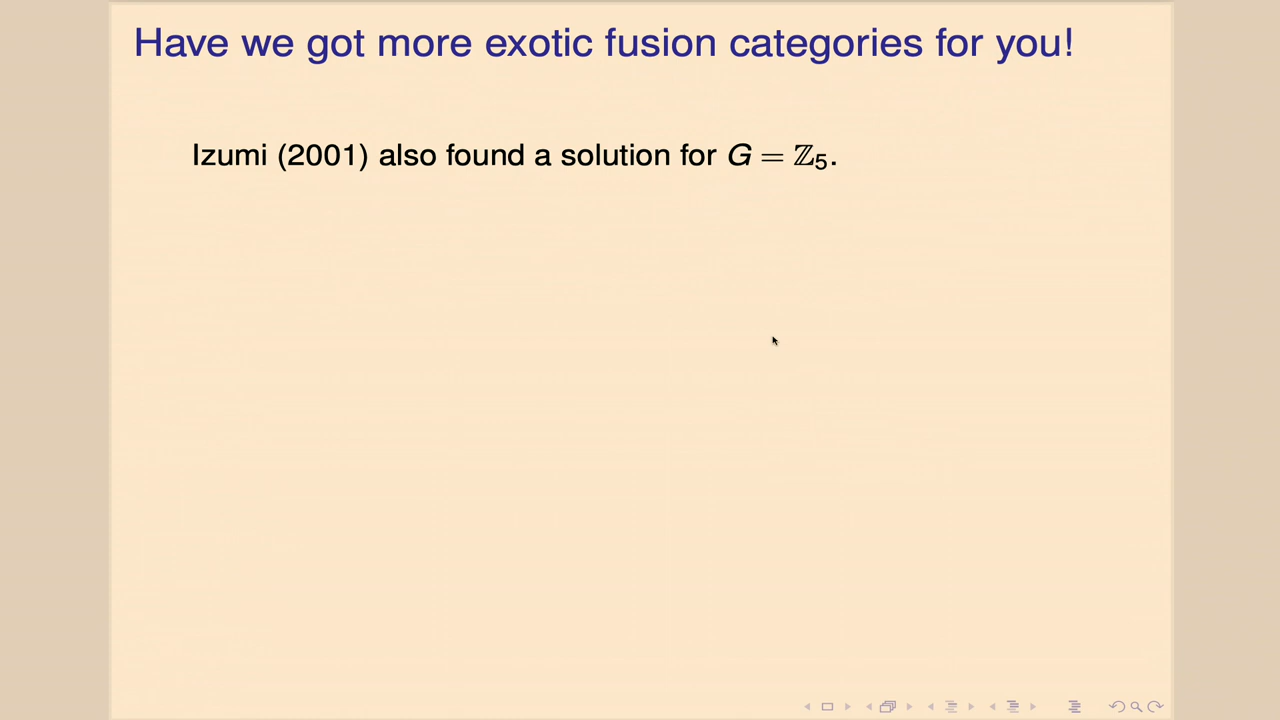 Have we got more exotic fusion categories for you!
Izumi (2001) also found a solution for G = ℤ₅.